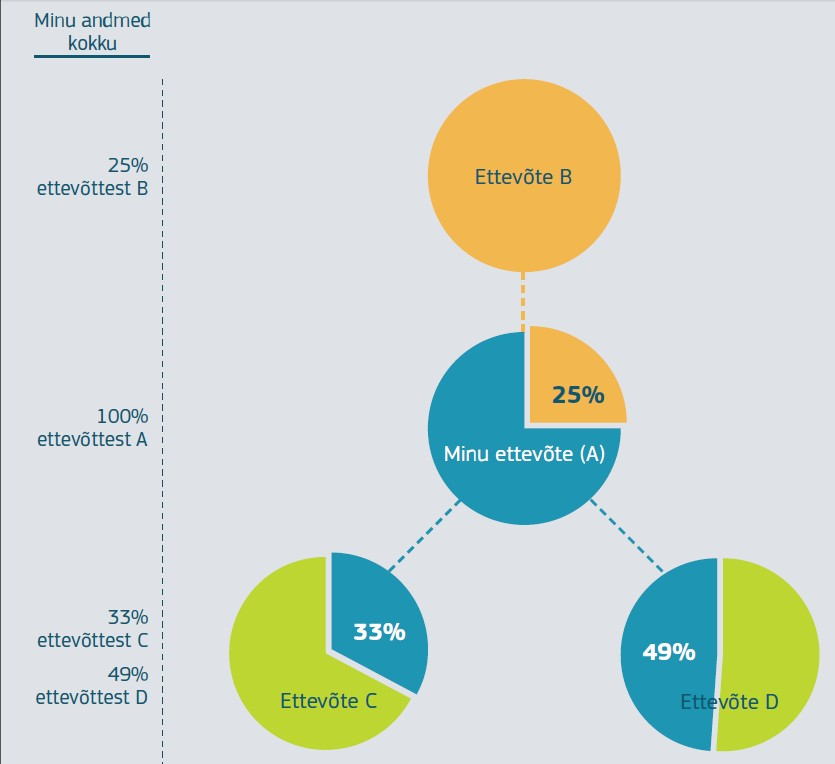 Minu andmed
kokku
25%
ettevõttest B
Ettevõte B
100%
ettevõttest A
25%
Minu ettevõte (A)
33%
ettevõttest C
49%
ettevõttest D
33%
Ettevõte C
49%
Ettevõte D